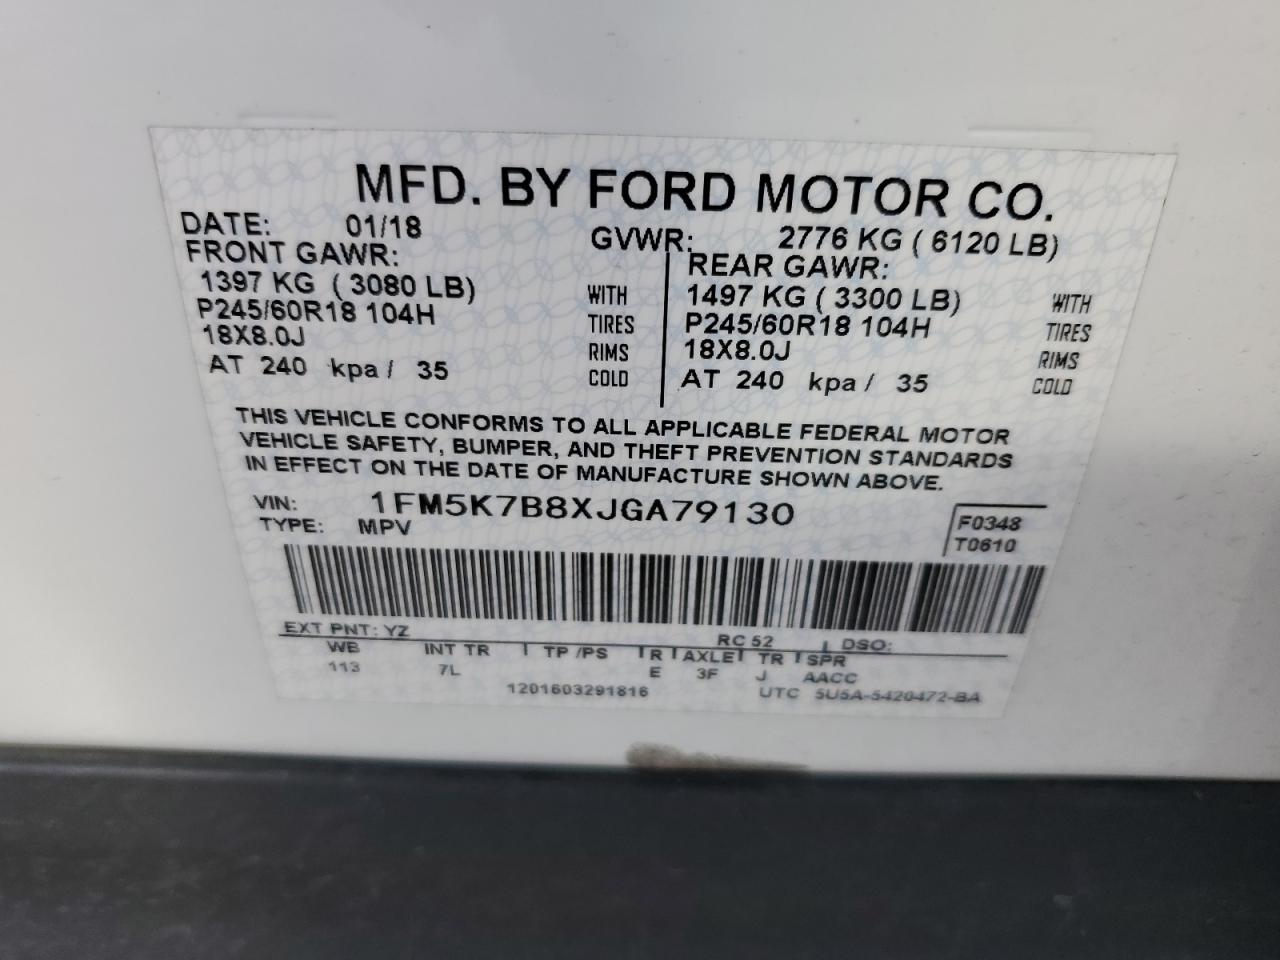 MFD. BY FORD MOTOR CO.
DATE: 01/18 GVWR: 2776 KG ( 6120 LB)
FRONT GAWR: REAR GAWR:
1397 KG ( 3080 LB) WITH 1497 KG ( 3300 LB) WITH
P245/60R18 104H TIRES P245/60R18 104H TIRES
18X8.0J RIMS 18X8.0J RIMS
AT 240 kpa / 35 COLD AT 240 kpa / 35 COLD
THIS VEHICLE CONFORMS TO ALL APPLICABLE FEDERAL MOTOR
VEHICLE SAFETY, BUMPER, AND THEFT PREVENTION STANDARDS
IN EFFECT ON THE DATE OF MANUFACTURE SHOWN ABOVE.
VIN: 1FM5K7B8XJGA79130 F0348
TYPE: MPV T0610
EXT PNT: YZ RC 52 DSO:
WB INT TR TP /PS R AXLE TR SPR
113 7L E 3F J AACC
1201603291816 UTC 5U5A-5420472-BA